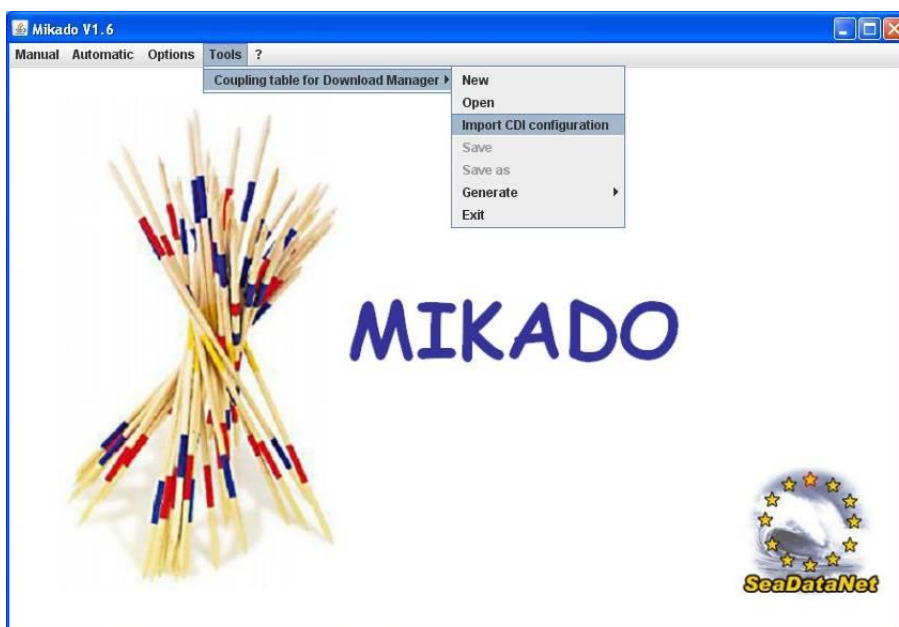 Mikado V1.6
Manual Automatic Options Tools ?
Coupling table for Download Manager
New
Open
Import CDI configuration
Save
Save as
Generate
Exit
MIKADO
SeaDataNet